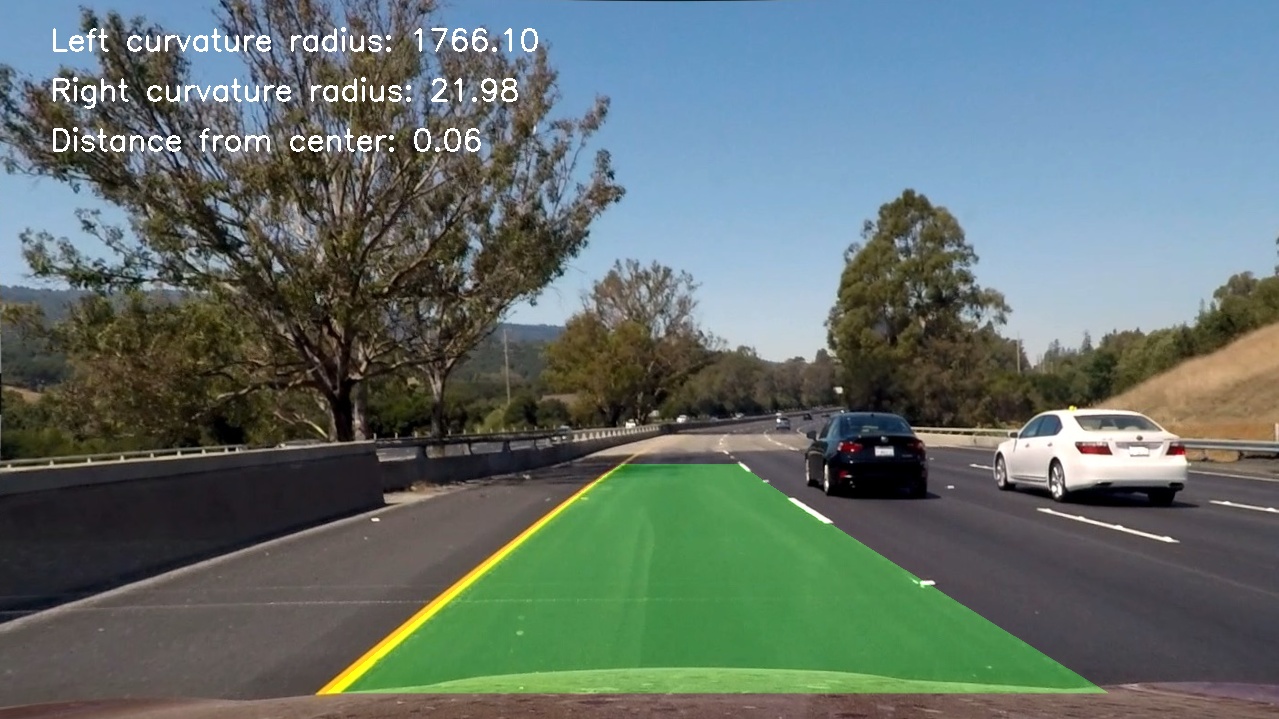 Left curvature radius: 1766.10
Right curvature radius: 21.98
Distance from center: 0.06